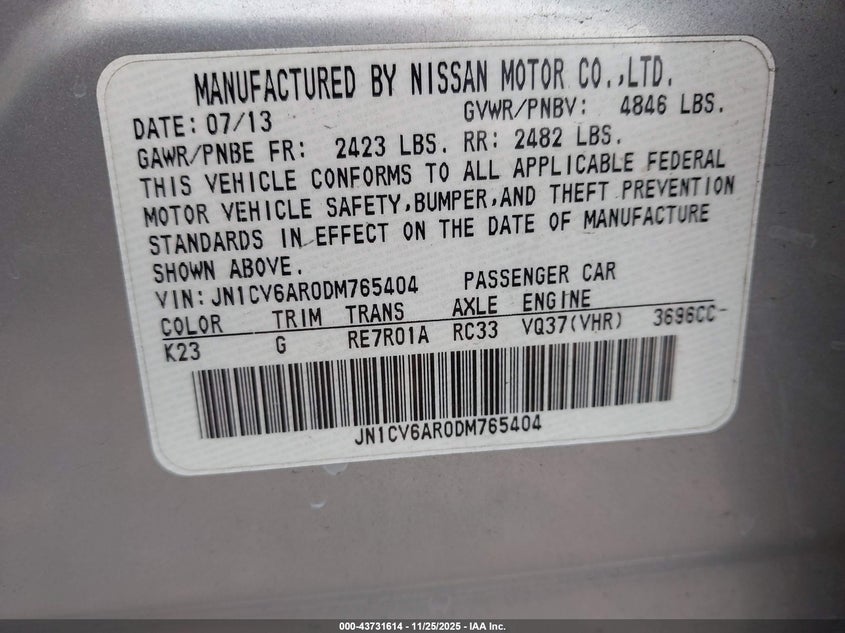 MANUFACTURED BY NISSAN MOTOR CO.,LTD.
DATE: 07/13 GVWR/PNBV: 4846 LBS.
GAWR/PNBE FR: 2423 LBS. RR: 2482 LBS.
THIS VEHICLE CONFORMS TO ALL APPLICABLE FEDERAL
MOTOR VEHICLE SAFETY,BUMPER,AND THEFT PREVENTION
STANDARDS IN EFFECT ON THE DATE OF MANUFACTURE
SHOWN ABOVE.
VIN: JN1CV6AR0DM765404 PASSENGER CAR
COLOR TRIM TRANS AXLE ENGINE
K23 G RE7R01A RC33 VQ37(VHR) 3696CC-
JN1CV6AR0DM765404
000-43731614 - 11/25/2025 - IAA Inc.